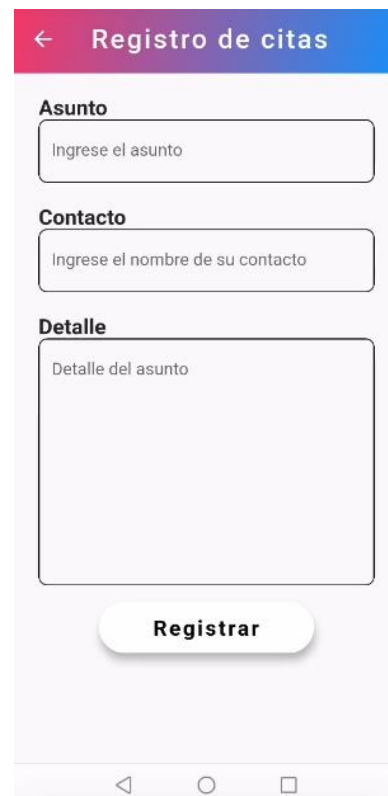 Registro de citas
Asunto
Ingrese el asunto
Contacto
Ingrese el nombre de su contacto
Detalle
Detalle del asunto
Registrar